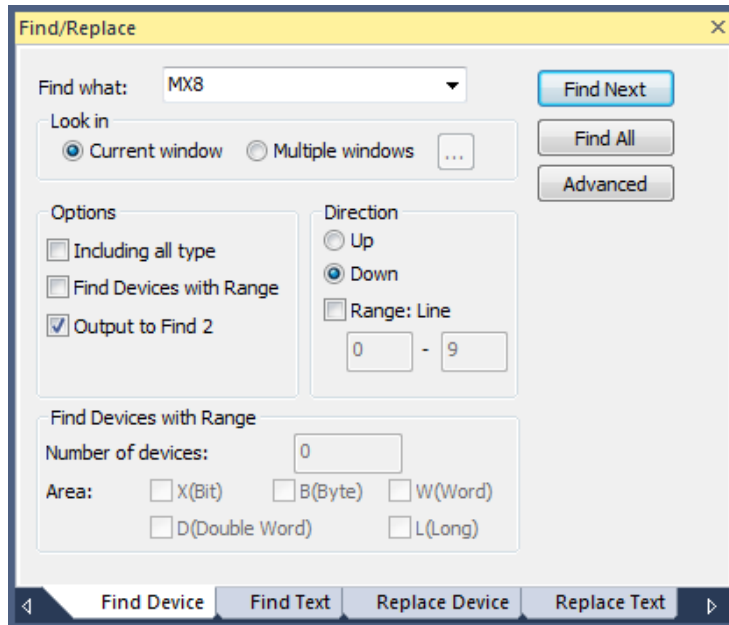 Find/Replace
Find what: MX8
Find Next
Look in
Current window Multiple windows ...
Find All
Advanced
Options
Including all type
Find Devices with Range
Output to Find 2
Direction
Up
Down
Range: Line
0 - 9
Find Devices with Range
Number of devices: 0
Area: X(Bit) B(Byte) W(Word)
D(Double Word) L(Long)
Find Device Find Text Replace Device Replace Text